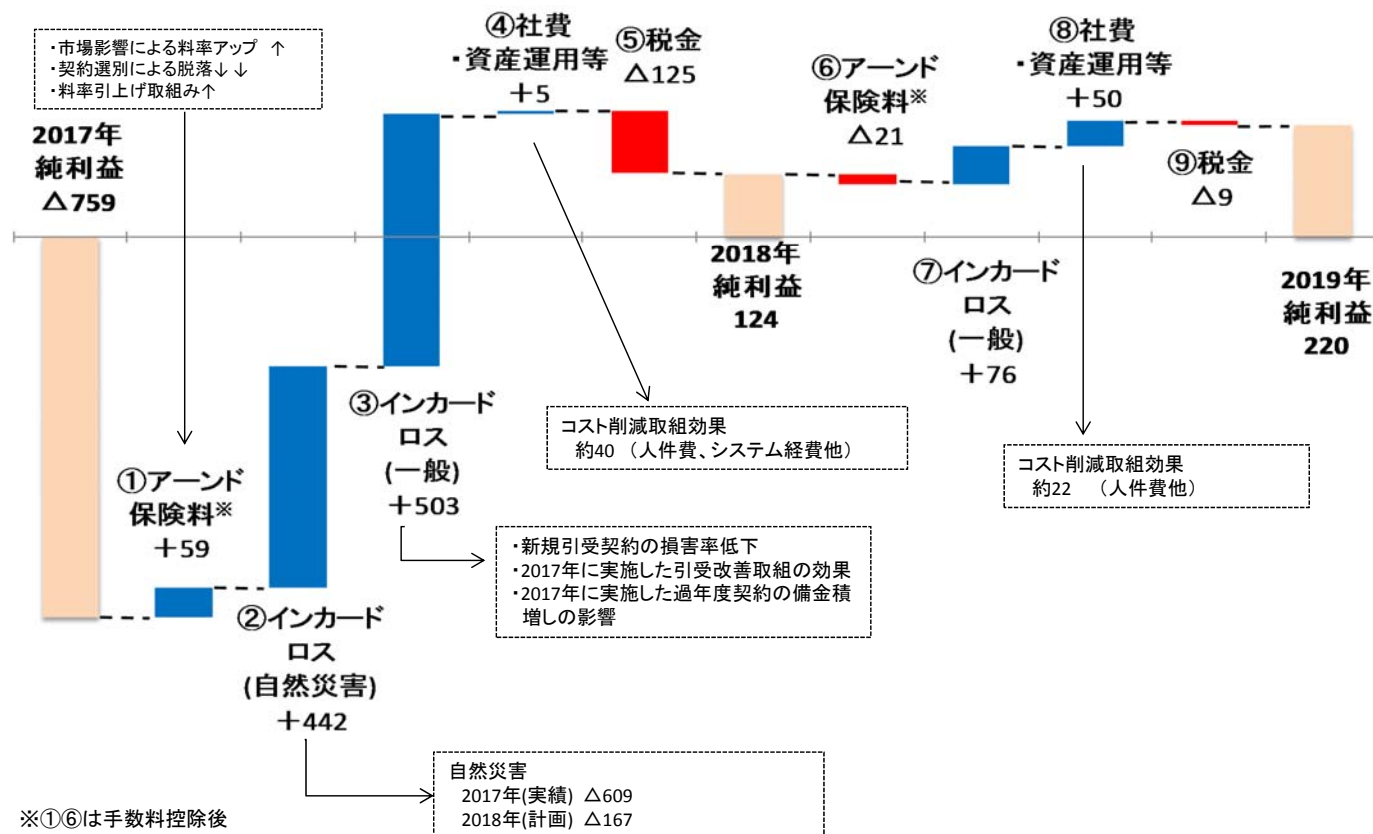 ・市場影響による料率アップ ↑
・契約選別による脱落↓↓
・料率引上げ取組み↑
2017年
純利益
△759
①アーンド
保険料※
＋59
②インカード
ロス
(自然災害)
＋442
③インカード
ロス
(一般)
＋503
④社費
・資産運用等
＋5
⑤税金
△125
2018年
純利益
124
⑥アーンド
保険料※
△21
⑦インカード
ロス
(一般)
＋76
⑧社費
・資産運用等
＋50
⑨税金
△9
2019年
純利益
220
コスト削減取組効果
約40 （人件費、システム経費他）
コスト削減取組効果
約22 （人件費他）
・新規引受契約の損害率低下
・2017年に実施した引受改善取組の効果
・2017年に実施した過年度契約の備金積
増しの影響
自然災害
2017年(実績) △609
2018年(計画) △167
※①⑥は手数料控除後